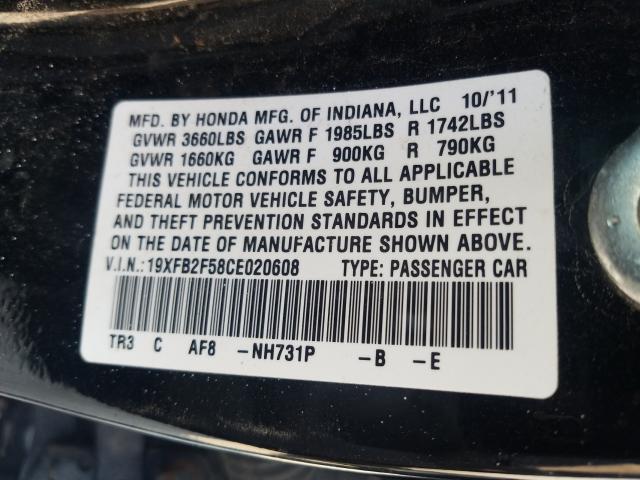 MFD. BY HONDA MFG. OF INDIANA, LLC 10/'11
GVWR 3660LBS GAWR F 1985LBS R 1742LBS
GVWR 1660KG GAWR F 900KG R 790KG
THIS VEHICLE CONFORMS TO ALL APPLICABLE
FEDERAL MOTOR VEHICLE SAFETY, BUMPER,
AND THEFT PREVENTION STANDARDS IN EFFECT
ON THE DATE OF MANUFACTURE SHOWN ABOVE.
V.I.N.:19XFB2F58CE020608 TYPE: PASSENGER CAR
TR3 C AF8 -NH731P -B -E